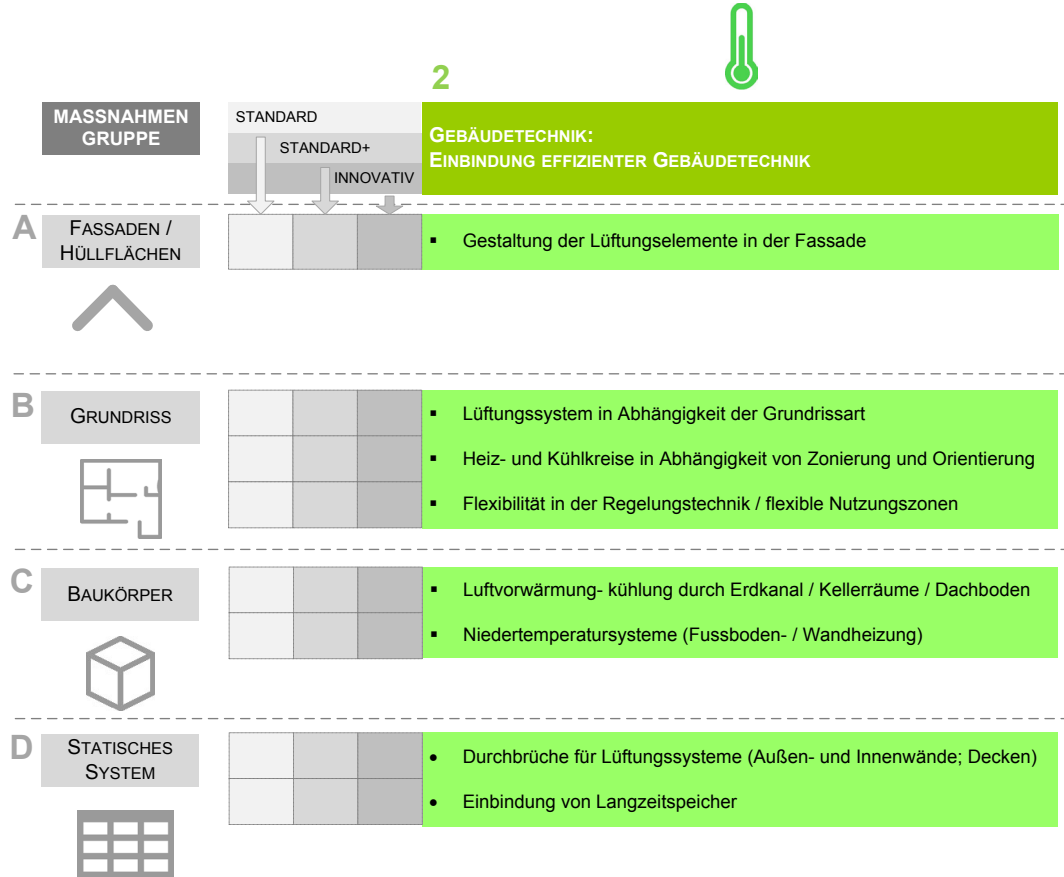 2
MASSNAHMEN
GRUPPE
STANDARD
STANDARD+
INNOVATIV
GEBÄUDETECHNIK:
EINBINDUNG EFFIZIENTER GEBÄUDETECHNIK
A
FASSADEN /
HÜLLFLÄCHEN
▪ Gestaltung der Lüftungselemente in der Fassade
B
GRUNDRISS
▪ Lüftungssystem in Abhängigkeit der Grundrissart
▪ Heiz- und Kühlkreise in Abhängigkeit von Zonierung und Orientierung
▪ Flexibilität in der Regelungstechnik / flexible Nutzungszonen
C
BAUKÖRPER
▪ Luftvorwärmung- kühlung durch Erdkanal / Kellerräume / Dachboden
▪ Niedertemperatursysteme (Fussboden- / Wandheizung)
D
STATISCHES
SYSTEM
• Durchbrüche für Lüftungssysteme (Außen- und Innenwände; Decken)
• Einbindung von Langzeitspeicher